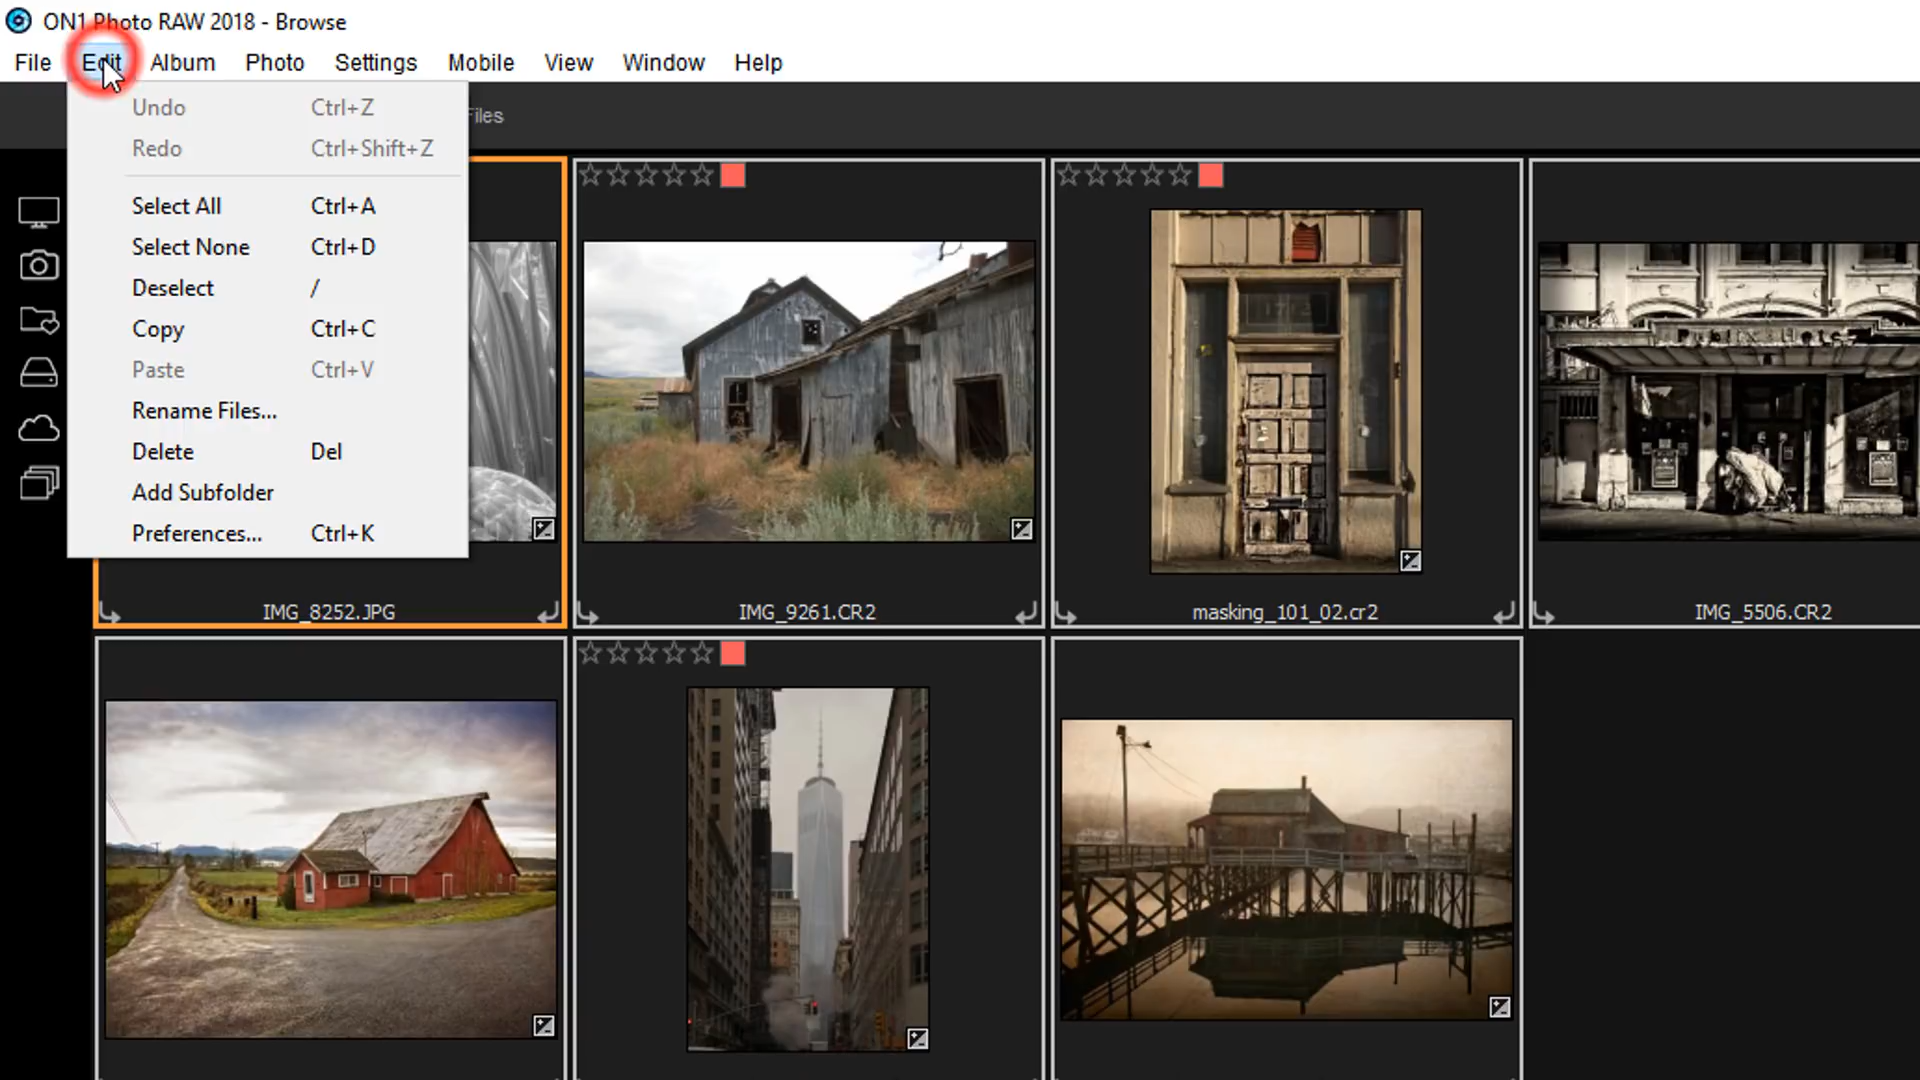 ON1 Photo RAW 2018 - Browse
File Edit Album Photo Settings Mobile View Window Help
Undo Ctrl+Z
Files
Redo Ctrl+Shift+Z
Select All Ctrl+A
Select None Ctrl+D
Deselect /
Copy Ctrl+C
Paste Ctrl+V
Rename Files...
Delete Del
Add Subfolder
Preferences... Ctrl+K
IMG_8252.JPG
IMG_9261.CR2
masking_101_02.cr2
IMG_5506.CR2